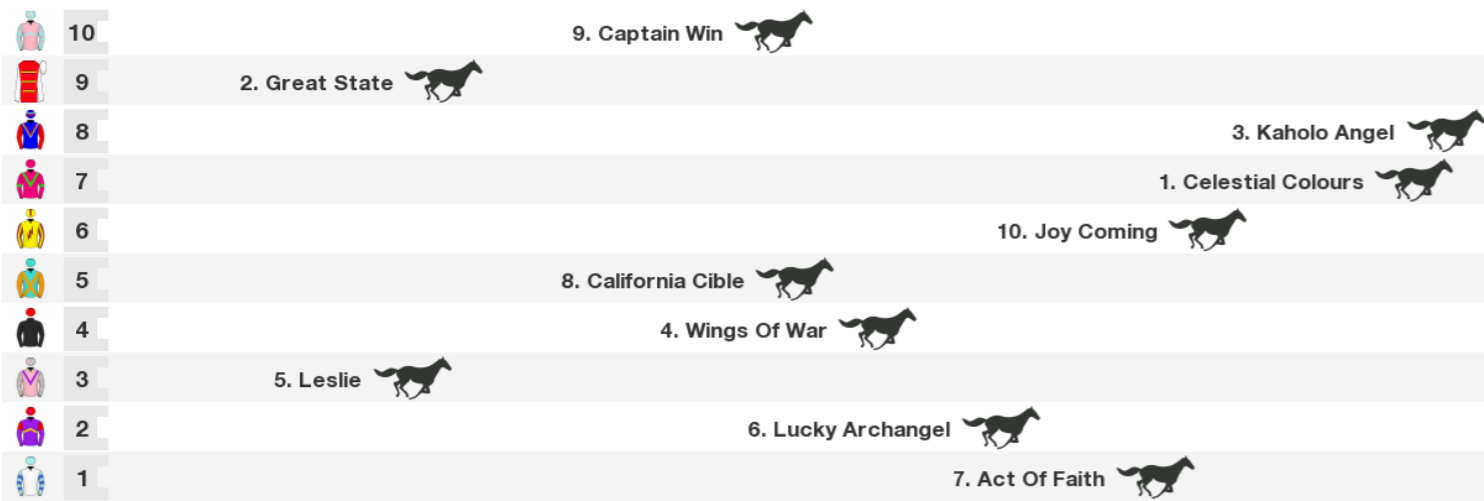 10 9. Captain Win
9 2. Great State
8 3. Kaholo Angel
7 1. Celestial Colours
6 10. Joy Coming
5 8. California Cible
4 4. Wings Of War
3 5. Leslie
2 6. Lucky Archangel
1 7. Act Of Faith